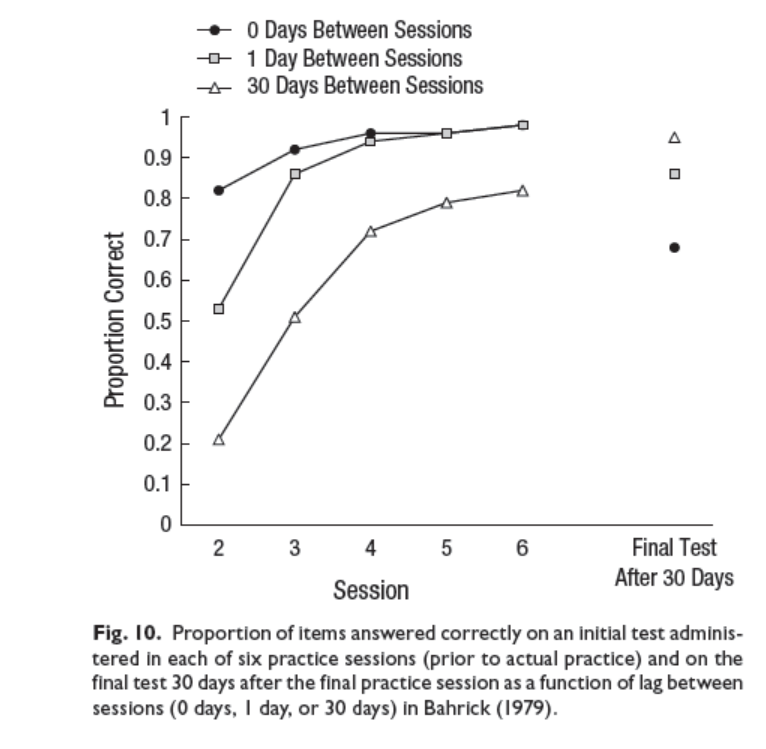 0 Days Between Sessions
1 Day Between Sessions
30 Days Between Sessions
1
0.9
0.8
0.7
0.6
0.5
0.4
0.3
0.2
0.1
0
Proportion Correct
2 3 4 5 6 Final Test
After 30 Days
Session
Fig. 10. Proportion of items answered correctly on an initial test adminis-
tered in each of six practice sessions (prior to actual practice) and on the
final test 30 days after the final practice session as a function of lag between
sessions (0 days, 1 day, or 30 days) in Bahrick (1979).